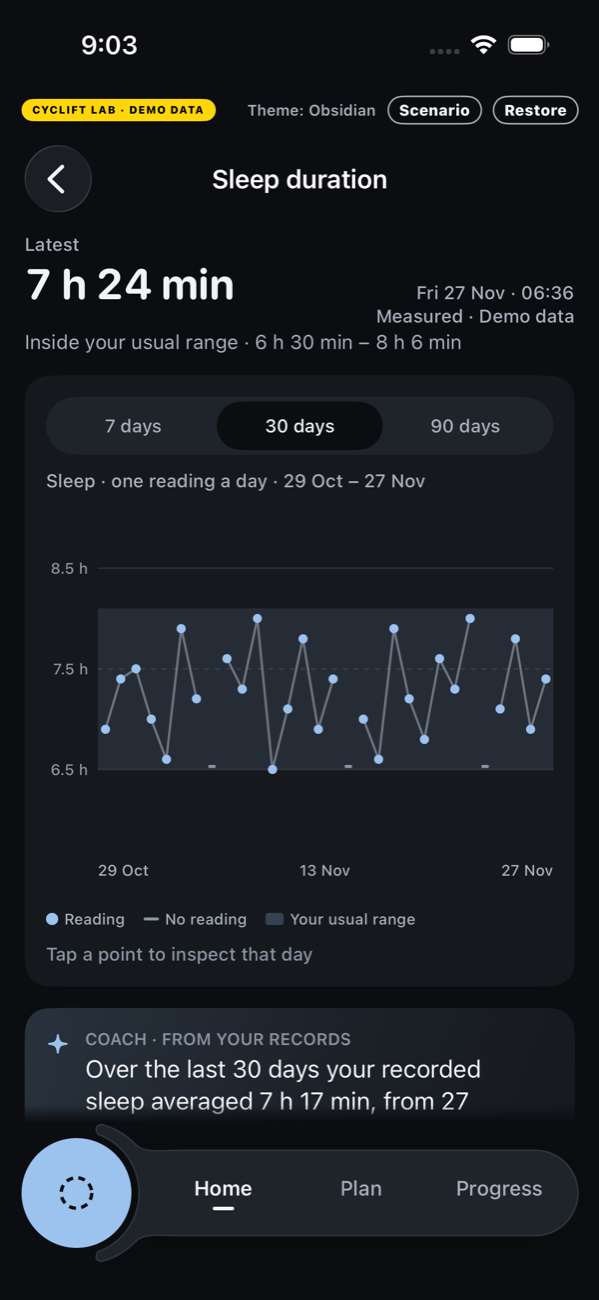 9:03
CYCLIFT LAB · DEMO DATA
Theme: Obsidian
Scenario
Restore
Sleep duration
Latest
7 h 24 min
Fri 27 Nov · 06:36
Measured · Demo data
Inside your usual range · 6 h 30 min – 8 h 6 min
7 days
30 days
90 days
Sleep · one reading a day · 29 Oct – 27 Nov
8.5 h
7.5 h
6.5 h
29 Oct
13 Nov
27 Nov
Reading
No reading
Your usual range
Tap a point to inspect that day
COACH · FROM YOUR RECORDS
Over the last 30 days your recorded
sleep averaged 7 h 17 min, from 27
Home
Plan
Progress